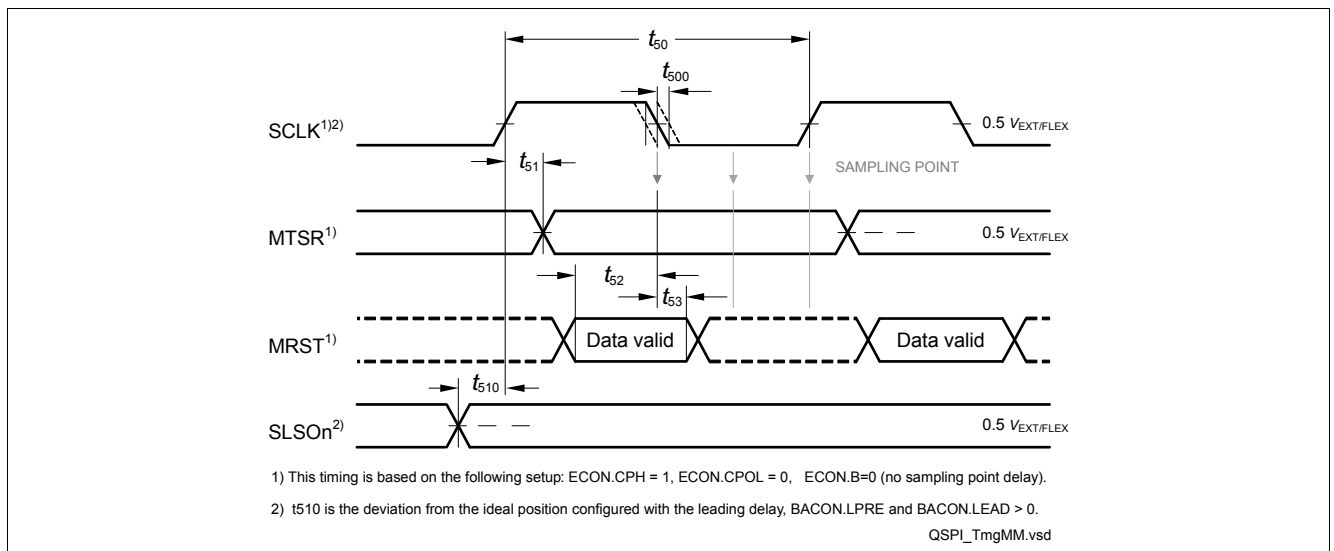 t50
t500
SCLK1)2)
0.5 VEXT/FLEX
t51
SAMPLING POINT
MTSR1)
0.5 VEXT/FLEX
t52
t53
MRST1)
Data valid
Data valid
t510
SLSOn2)
0.5 VEXT/FLEX
1) This timing is based on the following setup: ECON.CPH = 1, ECON.CPOL = 0, ECON.B=0 (no sampling point delay).
2) t510 is the deviation from the ideal position configured with the leading delay, BACON.LPRE and BACON.LEAD > 0.
QSPI_TmgMM.vsd